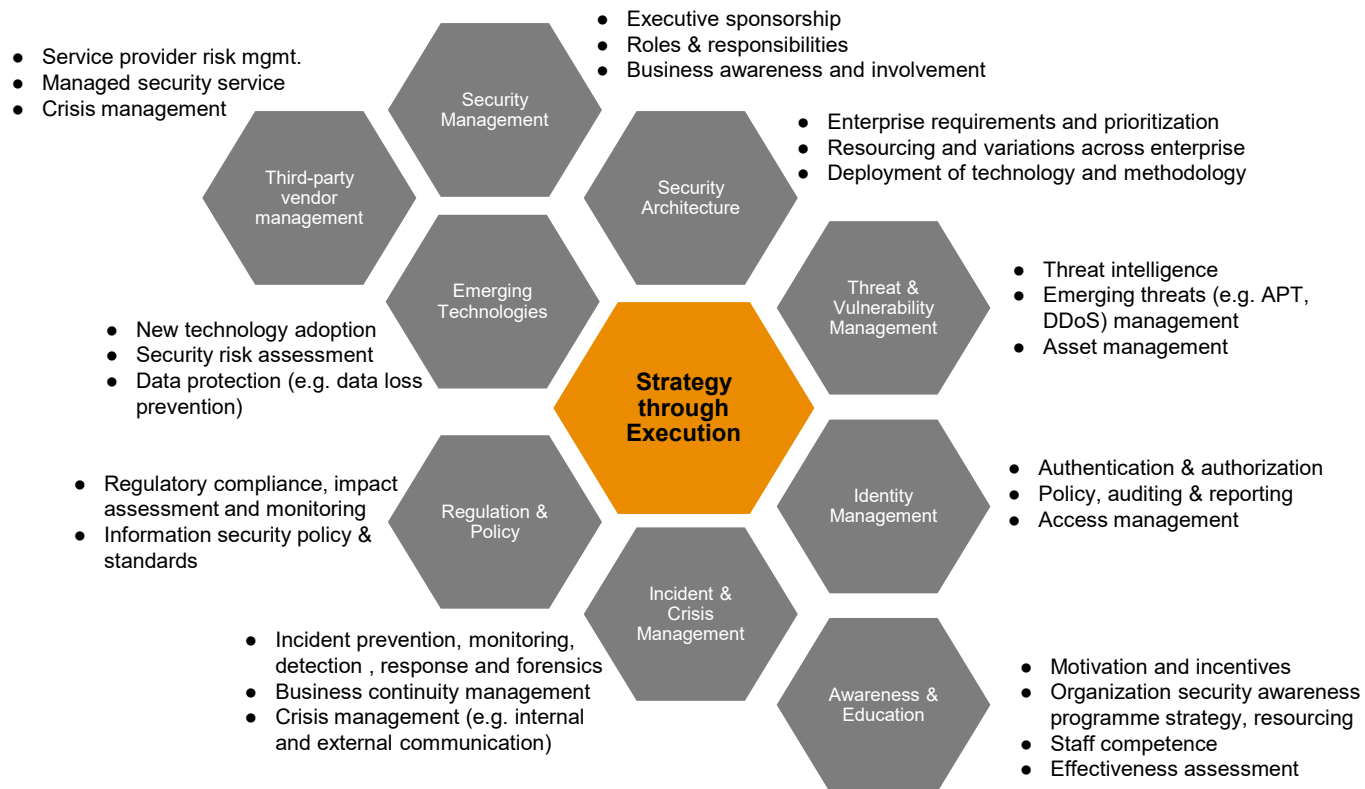 ● Executive sponsorship
● Roles & responsibilities
● Business awareness and involvement
● Service provider risk mgmt.
● Managed security service
● Crisis management
Security
Management
● Enterprise requirements and prioritization
● Resourcing and variations across enterprise
● Deployment of technology and methodology
Third-party
vendor
management
Security
Architecture
Emerging
Technologies
Threat &
Vulnerability
Management
● Threat intelligence
● Emerging threats (e.g. APT,
DDoS) management
● Asset management
● New technology adoption
● Security risk assessment
● Data protection (e.g. data loss
prevention)
Strategy
through
Execution
● Regulatory compliance, impact
assessment and monitoring
● Information security policy &
standards
Regulation &
Policy
Identity
Management
● Authentication & authorization
● Policy, auditing & reporting
● Access management
Incident &
Crisis
Management
● Incident prevention, monitoring,
detection , response and forensics
● Business continuity management
● Crisis management (e.g. internal
and external communication)
Awareness &
Education
● Motivation and incentives
● Organization security awareness
programme strategy, resourcing
● Staff competence
● Effectiveness assessment